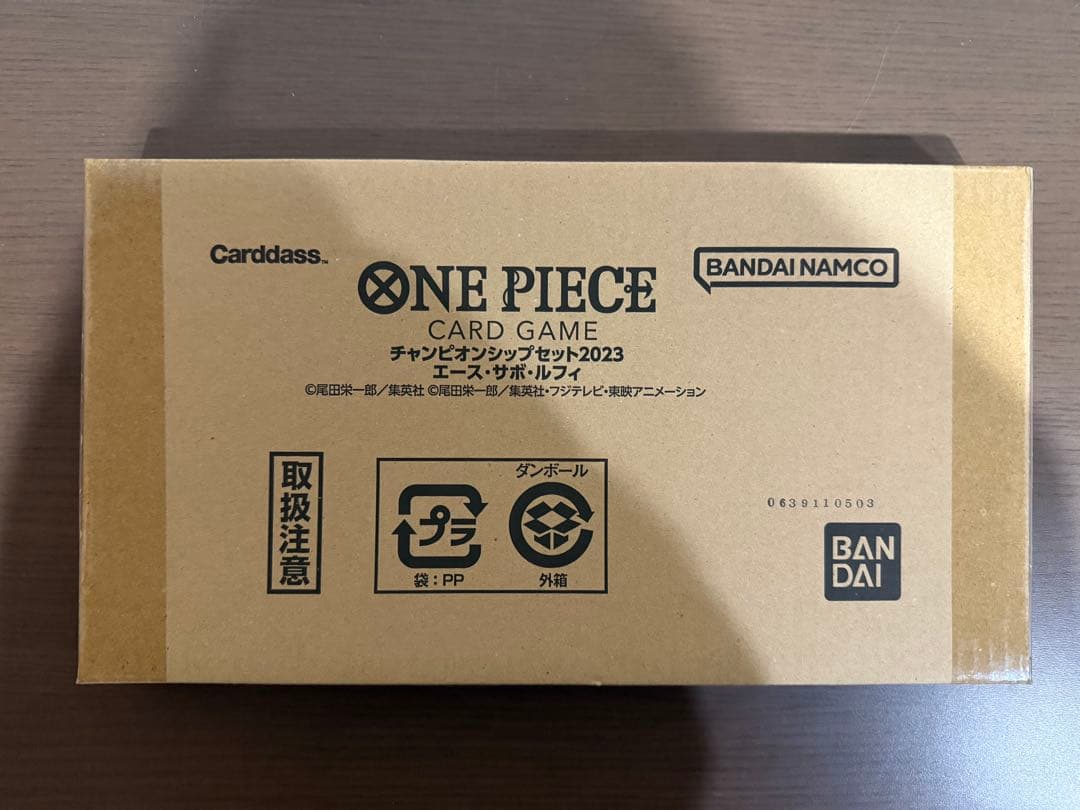 Carddass™
ONE PIECE
CARD GAME
BANDAI NAMCO
チャンピオンシップセット2023
エース・サボ・ルフィ
©尾田栄一郎／集英社 ©尾田栄一郎／集英社・フジテレビ・東映アニメーション
取扱注意
ダンボール
プラ
袋：PP
外箱
0639110503
BAN
DAI